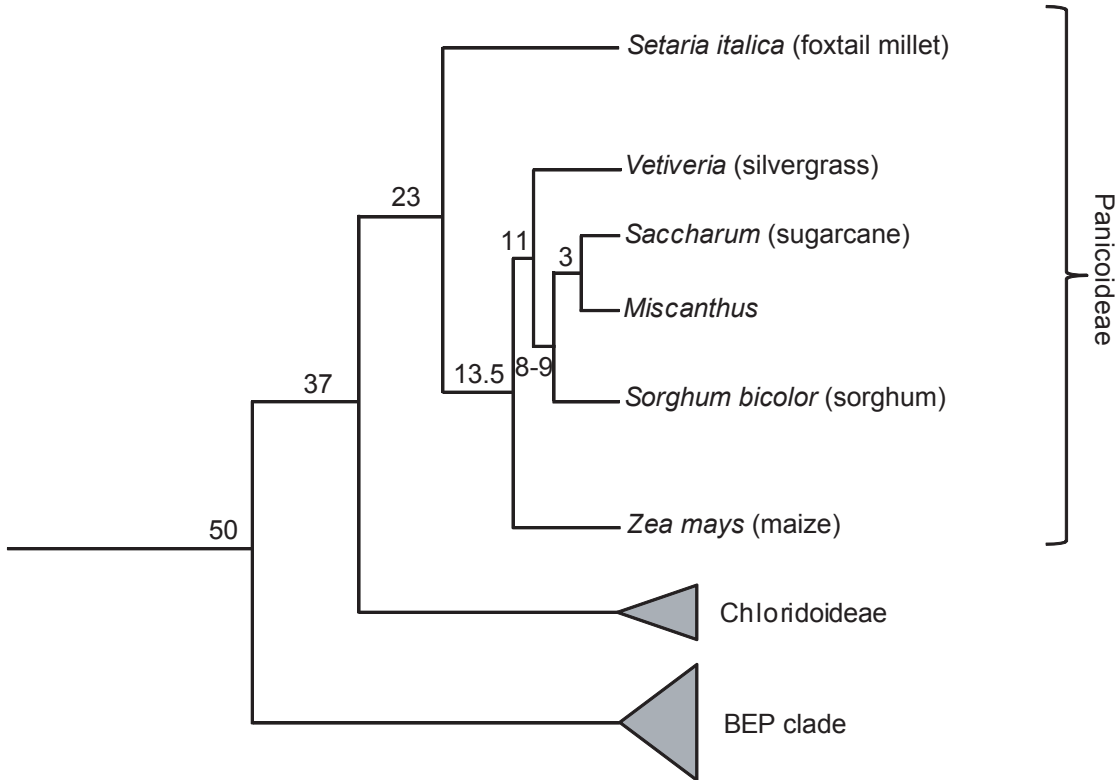 Setaria italica (foxtail millet)
Vetiveria (silvergrass)
23
Saccharum (sugarcane)
11
3
Miscanthus
Panicoideae
13.5
8-9
37
Sorghum bicolor (sorghum)
Zea mays (maize)
50
Chloridoideae
BEP clade